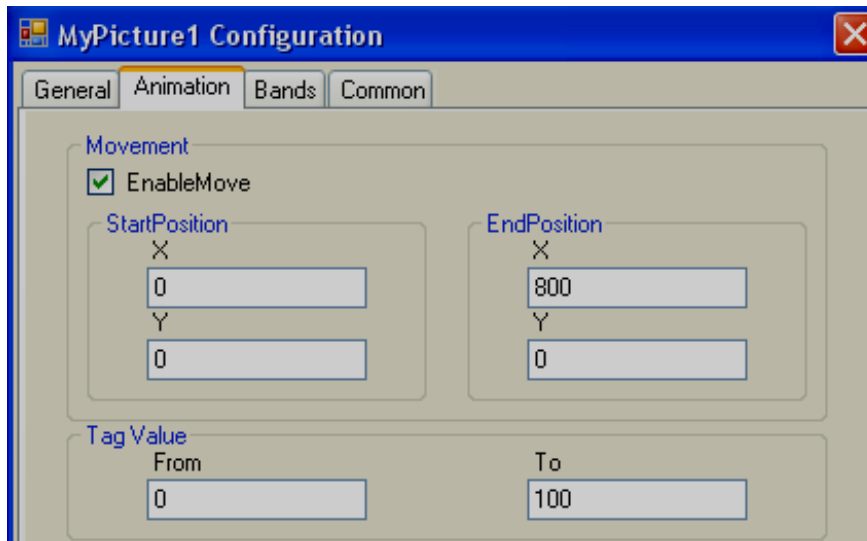 MyPicture1 Configuration
General Animation Bands Common
Movement
EnableMove
StartPosition EndPosition
X X
0 800
Y Y
0 0
Tag Value
From To
0 100